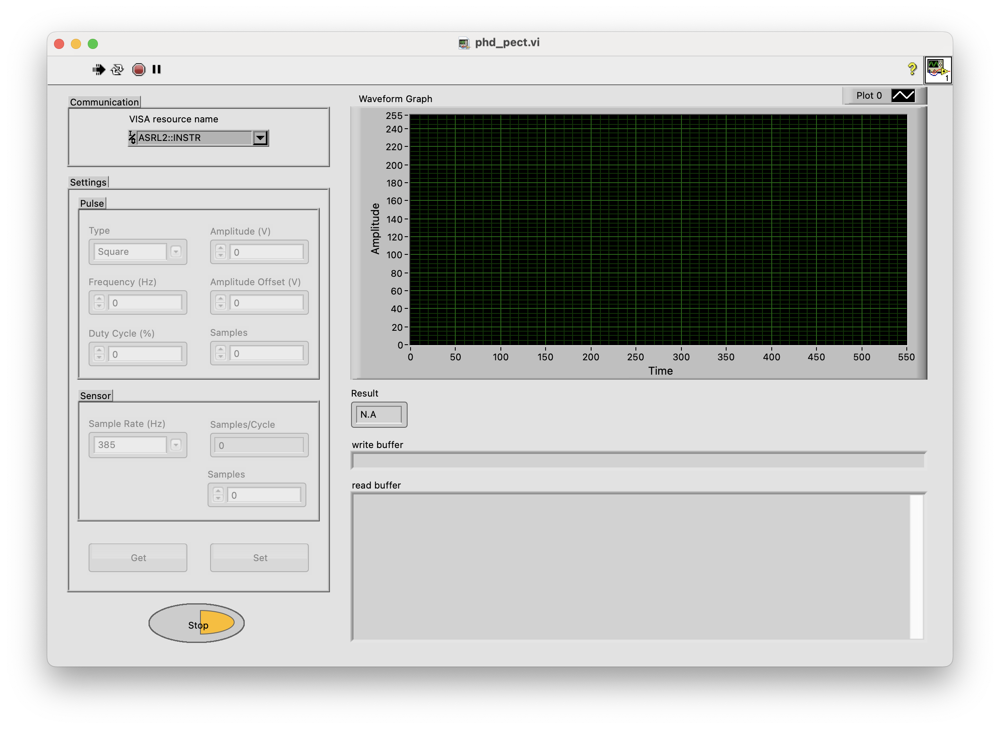 phd_pect.vi
?
1
Communication
VISA resource name
I/O ASRL2::INSTR
Settings
Pulse
Type
Square
Amplitude (V)
0
Frequency (Hz)
0
Amplitude Offset (V)
0
Duty Cycle (%)
0
Samples
0
Sensor
Sample Rate (Hz)
385
Samples/Cycle
0
Samples
0
Get
Set
Stop
Waveform Graph
Plot 0
255
240
220
200
180
160
140
120
100
80
60
40
20
0
Amplitude
0 50 100 150 200 250 300 350 400 450 500 550
Time
Result
N.A
write buffer
read buffer